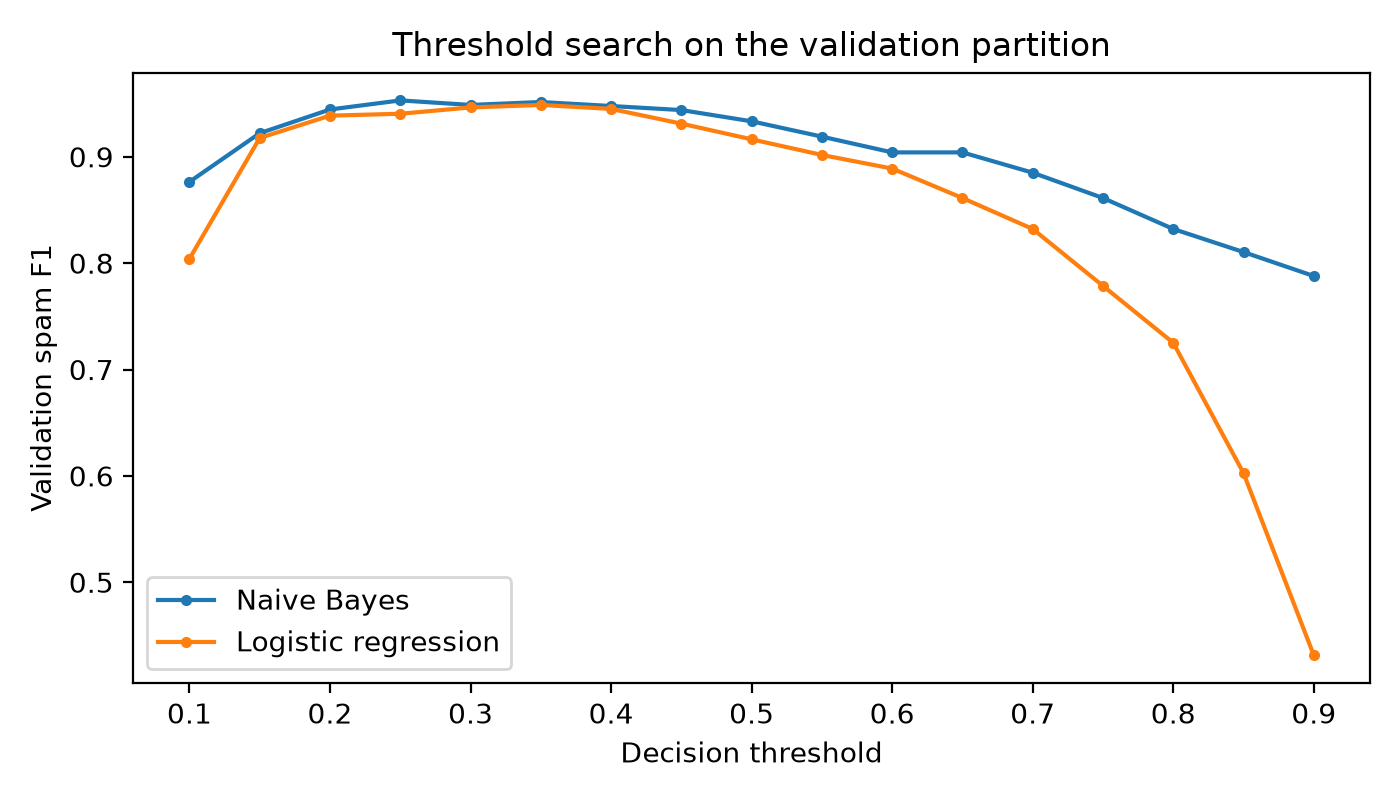 Threshold search on the validation partition
Validation spam F1
0.9
0.8
0.7
0.6
0.5
Naive Bayes
Logistic regression
0.1 0.2 0.3 0.4 0.5 0.6 0.7 0.8 0.9
Decision threshold